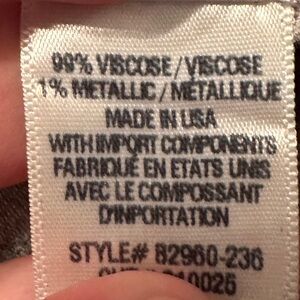 99% VISCOSE / VISCOSE
1% METALLIC / MÉTALLIQUE
MADE IN USA
WITH IMPORT COMPONENTS
FABRIQUÉ EN ETATS UNIS
AVEC LE COMPOSSANT
D'INPORTATION
STYLE# 82960-236